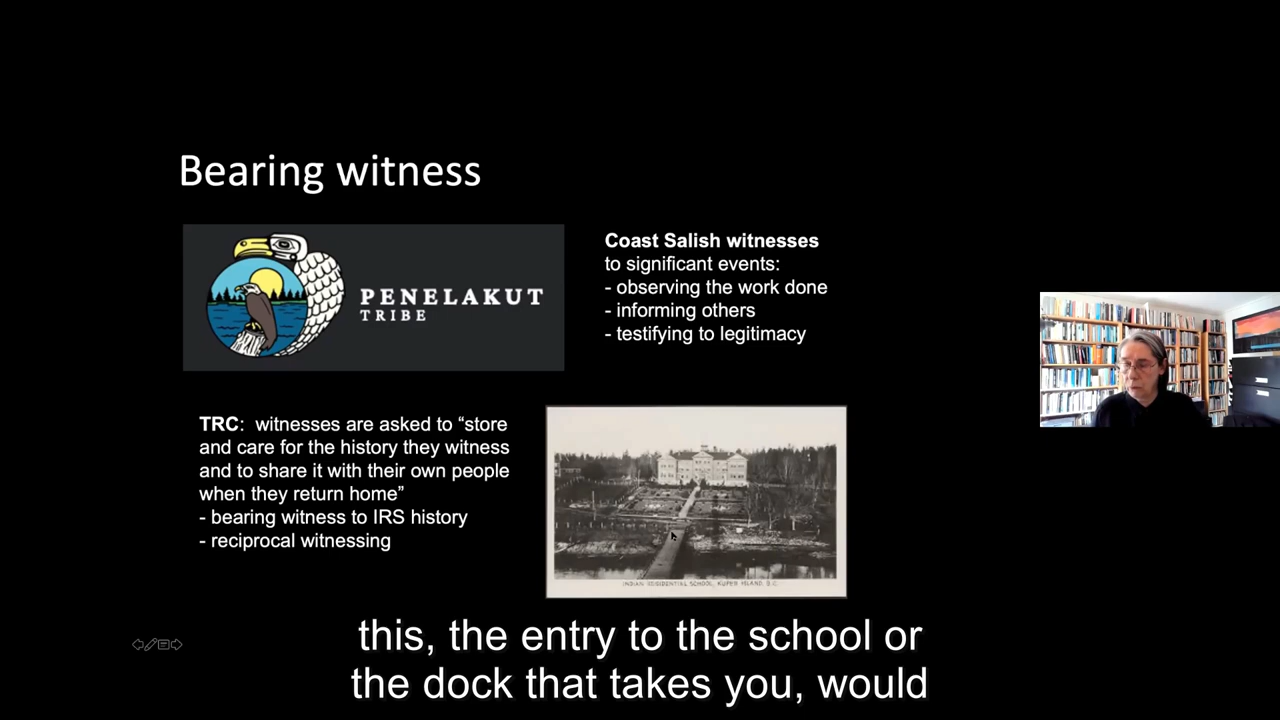 Bearing witness
PENELAKUT
TRIBE
Coast Salish witnesses
to significant events:
- observing the work done
- informing others
- testifying to legitimacy
TRC:  witnesses are asked to “store
and care for the history they witness
and to share it with their own people
when they return home”
- bearing witness to IRS history
- reciprocal witnessing
INDIAN RESIDENTIAL SCHOOL, KUPER ISLAND, B.C.
this, the entry to the school or
the dock that takes you, would